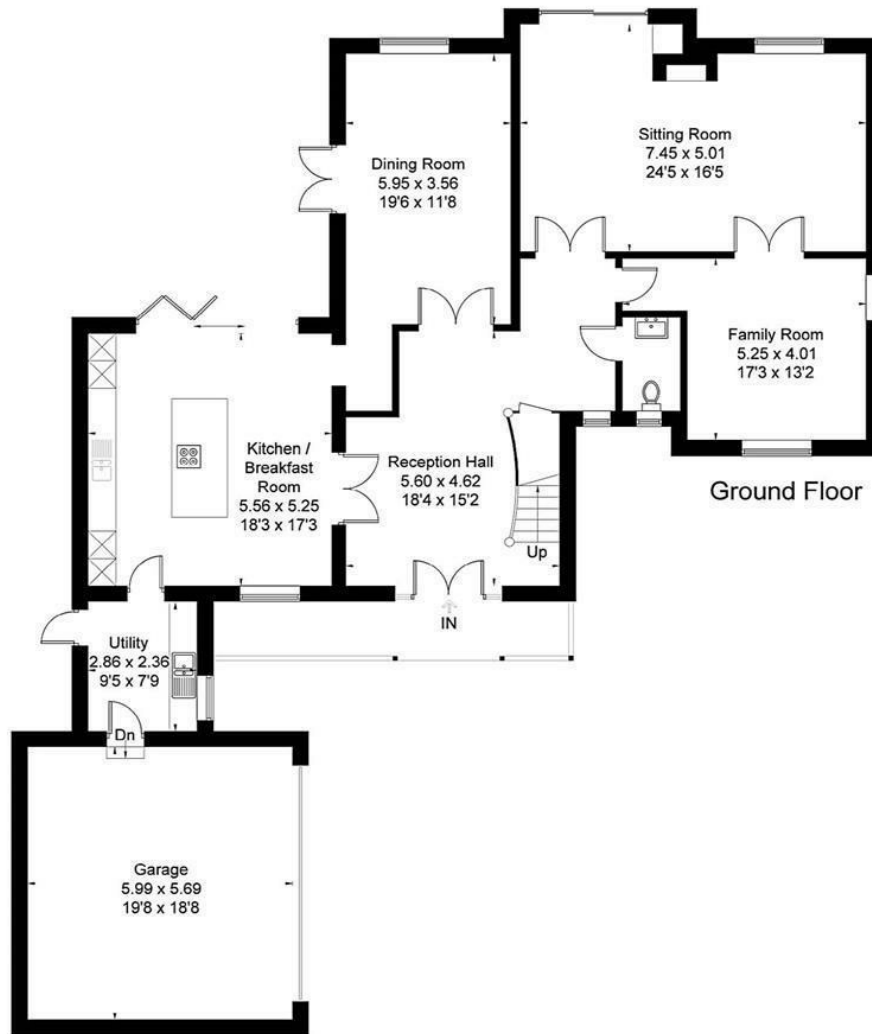 Sitting Room
7.45 x 5.01
24'5 x 16'5
Dining Room
5.95 x 3.56
19'6 x 11'8
Family Room
5.25 x 4.01
17'3 x 13'2
Kitchen /
Breakfast
Room
5.56 x 5.25
18'3 x 17'3
Reception Hall
5.60 x 4.62
18'4 x 15'2
Ground Floor
Up
IN
Utility
2.86 x 2.36
9'5 x 7'9
Dn
Garage
5.99 x 5.69
19'8 x 18'8